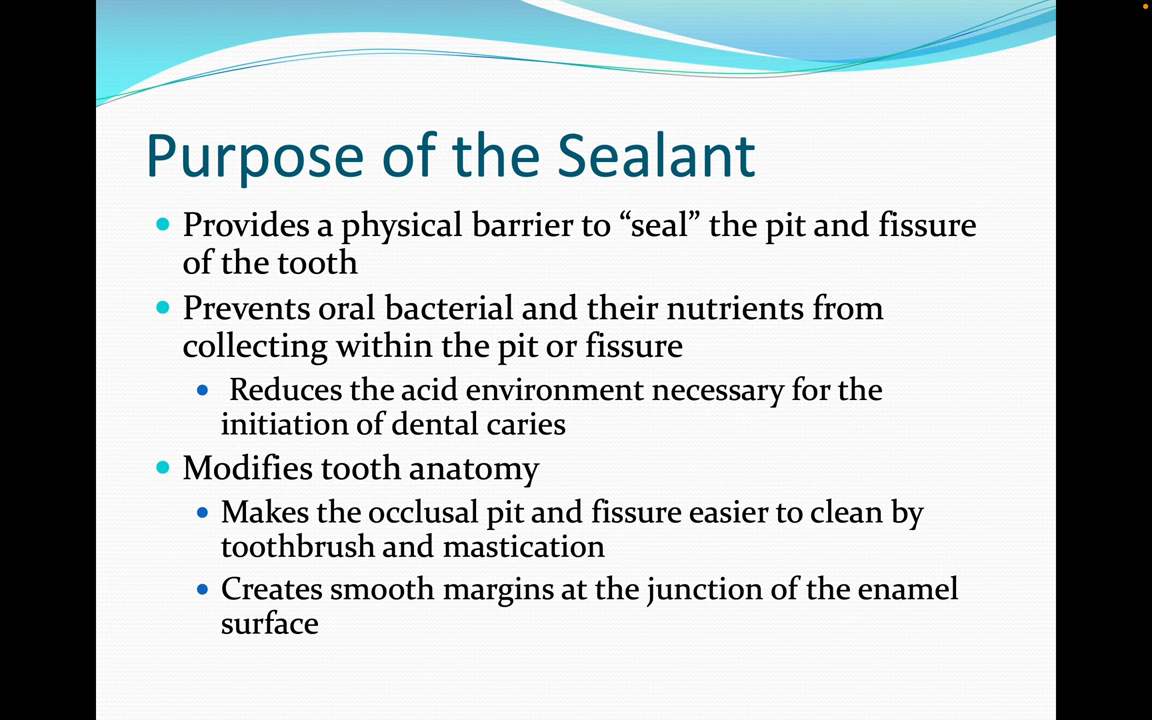 Purpose of the Sealant
• Provides a physical barrier to “seal” the pit and fissure
of the tooth
• Prevents oral bacterial and their nutrients from
collecting within the pit or fissure
• Reduces the acid environment necessary for the
initiation of dental caries
• Modifies tooth anatomy
• Makes the occlusal pit and fissure easier to clean by
toothbrush and mastication
• Creates smooth margins at the junction of the enamel
surface